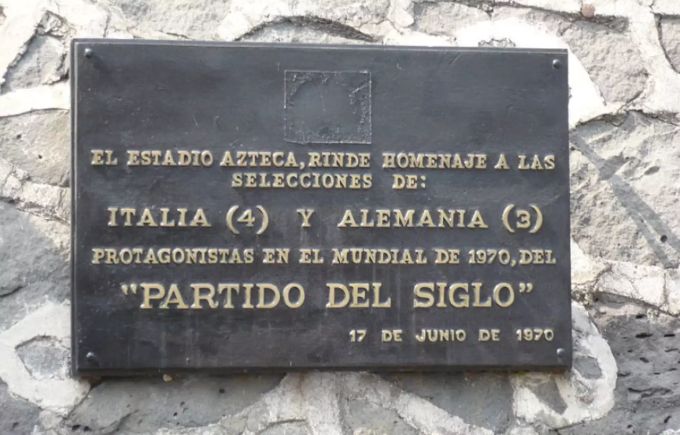 EL ESTADIO AZTECA, RINDE HOMENAJE A LAS
SELECCIONES DE:
ITALIA (4) Y ALEMANIA (3)
PROTAGONISTAS EN EL MUNDIAL DE 1970, DEL
"PARTIDO DEL SIGLO"
17 DE JUNIO DE 1970